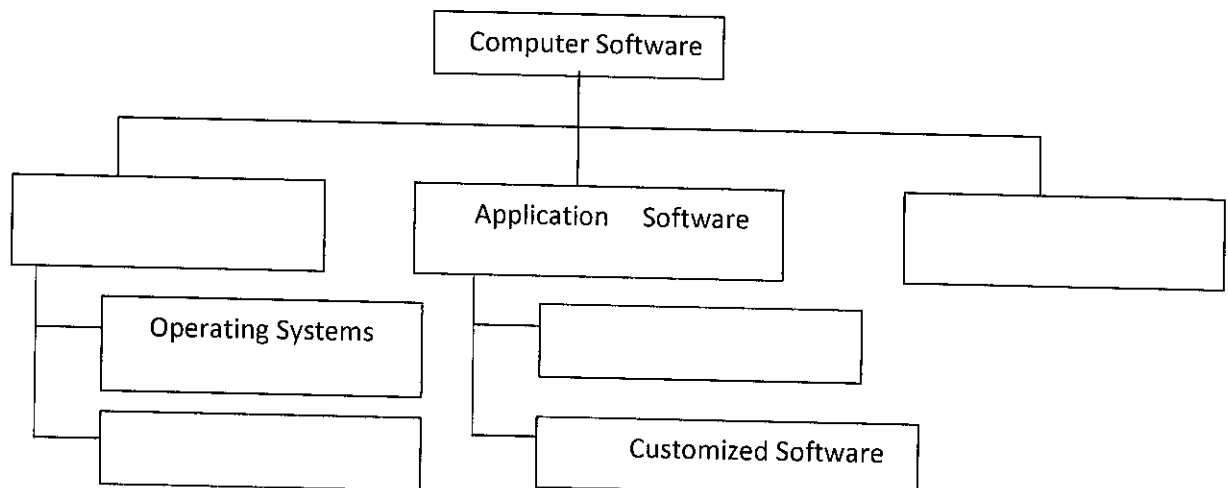 Computer Software
Application Software
Operating Systems
Customized Software